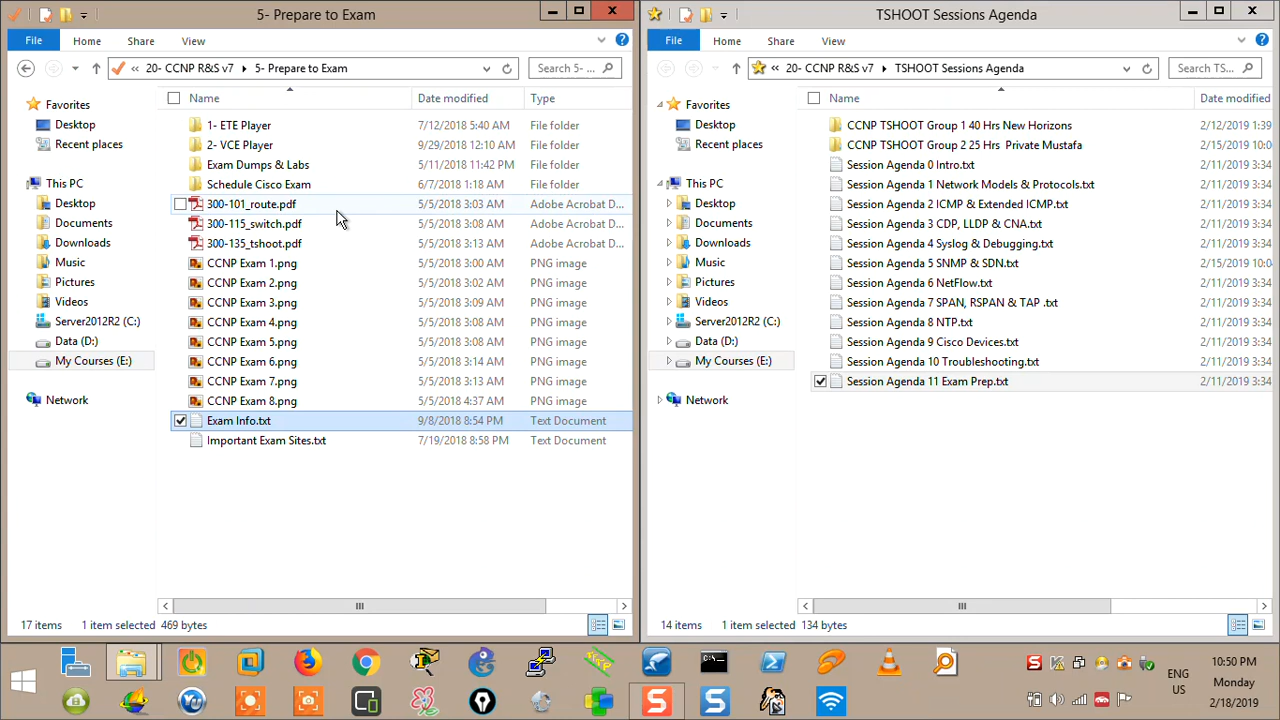 5- Prepare to Exam
File Home Share View
20- CCNP R&S v7 5- Prepare to Exam
Search 5- ...
Name Date modified Type
Favorites
Desktop
Recent places
This PC
Desktop
Documents
Downloads
Music
Pictures
Videos
Server2012R2 (C:)
Data (D:)
My Courses (E:)
Network
1- ETE Player 7/12/2018 5:40 AM File folder
2- VCE Player 9/29/2018 12:10 AM File folder
Exam Dumps & Labs 5/11/2018 11:42 PM File folder
Schedule Cisco Exam 6/7/2018 1:18 AM File folder
300-101_route.pdf 5/5/2018 3:03 AM Adobe Acrobat D...
300-115_switch.pdf 5/5/2018 3:08 AM Adobe Acrobat D...
300-135_tshoot.pdf 5/5/2018 3:13 AM Adobe Acrobat D...
CCNP Exam 1.png 5/5/2018 3:00 AM PNG image
CCNP Exam 2.png 5/5/2018 3:01 AM PNG image
CCNP Exam 3.png 5/5/2018 3:09 AM PNG image
CCNP Exam 4.png 5/5/2018 3:08 AM PNG image
CCNP Exam 5.png 5/5/2018 3:08 AM PNG image
CCNP Exam 6.png 5/5/2018 3:14 AM PNG image
CCNP Exam 7.png 5/5/2018 3:13 AM PNG image
CCNP Exam 8.png 5/5/2018 4:37 AM PNG image
Exam Info.txt 9/8/2018 8:54 PM Text Document
Important Exam Sites.txt 7/19/2018 8:58 PM Text Document
17 items 1 item selected 469 bytes
TSHOOT Sessions Agenda
File Home Share View
20- CCNP R&S v7 TSHOOT Sessions Agenda
Search TS...
Name Date modified
Favorites
Desktop
Recent places
This PC
Desktop
Documents
Downloads
Music
Pictures
Videos
Server2012R2 (C:)
Data (D:)
My Courses (E:)
Network
CCNP TSHOOT Group 1 40 Hrs New Horizons 2/12/2019 1:39
CCNP TSHOOT Group 2 25 Hrs Private Mustafa 2/15/2019 10:0
Session Agenda 0 Intro.txt 2/11/2019 3:34
Session Agenda 1 Network Models & Protocols.txt 2/11/2019 3:34
Session Agenda 2 ICMP & Extended ICMP.txt 2/11/2019 3:34
Session Agenda 3 CDP, LLDP & CNA.txt 2/11/2019 3:34
Session Agenda 4 Syslog & Debugging.txt 2/11/2019 3:34
Session Agenda 5 SNMP & SDN.txt 2/15/2019 10:0
Session Agenda 6 NetFlow.txt 2/11/2019 3:34
Session Agenda 7 SPAN, RSPAN & TAP .txt 2/11/2019 3:34
Session Agenda 8 NTP.txt 2/11/2019 3:34
Session Agenda 9 Cisco Devices.txt 2/11/2019 3:34
Session Agenda 10 Troubleshooting.txt 2/11/2019 3:34
Session Agenda 11 Exam Prep.txt 2/11/2019 3:34
14 items 1 item selected 134 bytes
ENG
US
10:50 PM
Monday
2/18/2019